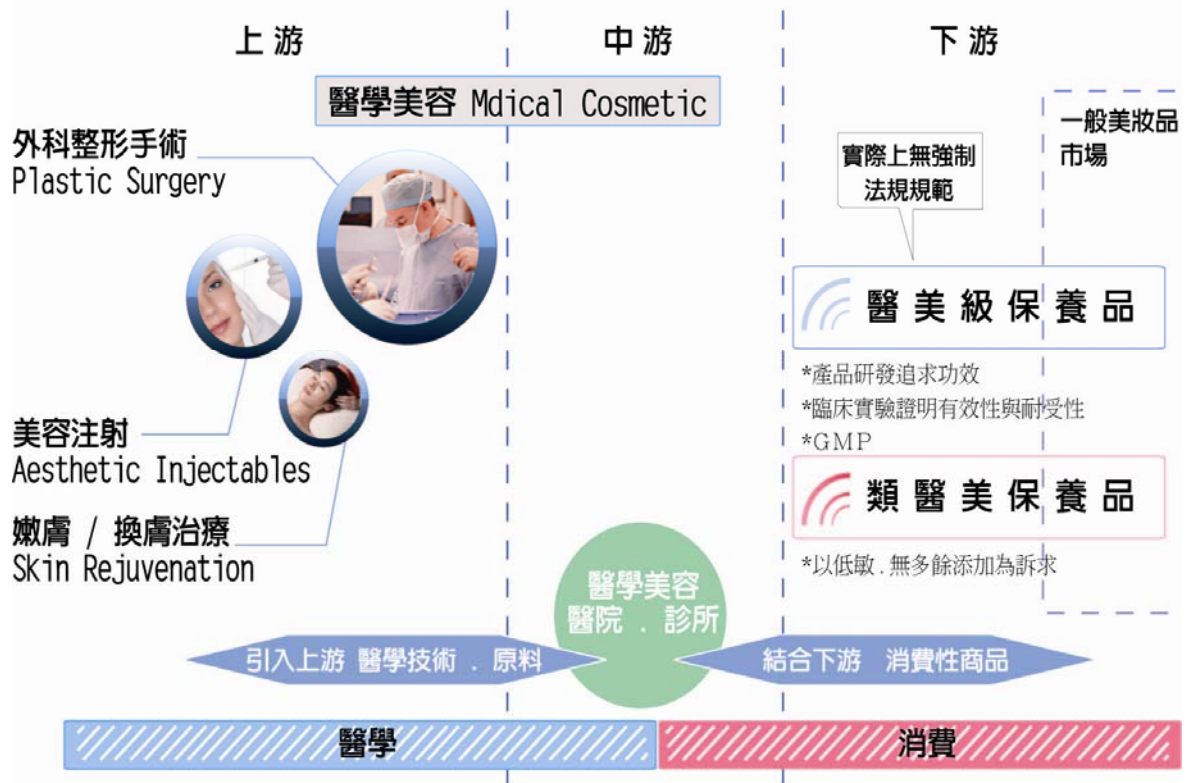 上游
中游
下游
醫學美容 Mdical Cosmetic
一般美妝品
市場
實際上無強制
法規規範
外科整形手術
Plastic Surgery
美容注射
Aesthetic Injectables
嫩膚 / 換膚治療
Skin Rejuvenation
醫美級保養品
*產品研發追求功效
*臨床實驗證明有效性與耐受性
*GMP
類醫美保養品
*以低敏.無多餘添加為訴求
醫學美容
醫院 . 診所
引入上游 醫學技術 . 原料
結合下游 消費性商品
醫學
消費